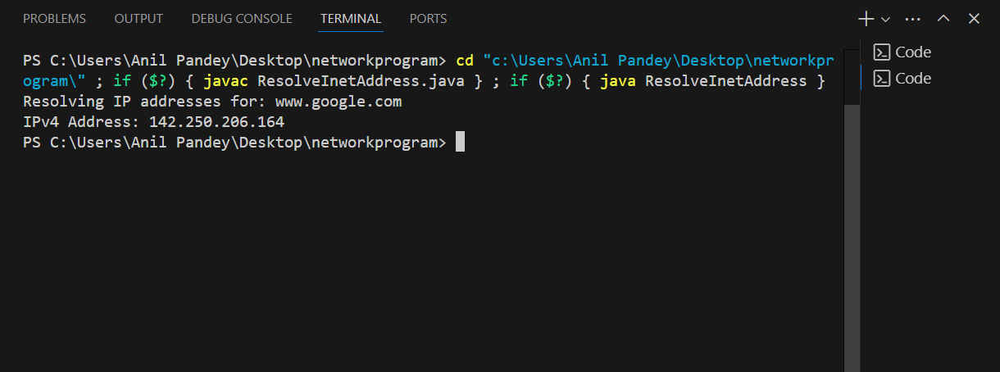 PROBLEMS OUTPUT DEBUG CONSOLE TERMINAL PORTS
PS C:\Users\Anil Pandey\Desktop\networkprogram> cd "c:\Users\Anil Pandey\Desktop\networkpr
ogram\" ; if ($?) { javac ResolveInetAddress.java } ; if ($?) { java ResolveInetAddress }
Resolving IP addresses for: www.google.com
IPv4 Address: 142.250.206.164
PS C:\Users\Anil Pandey\Desktop\networkprogram>
Code
Code